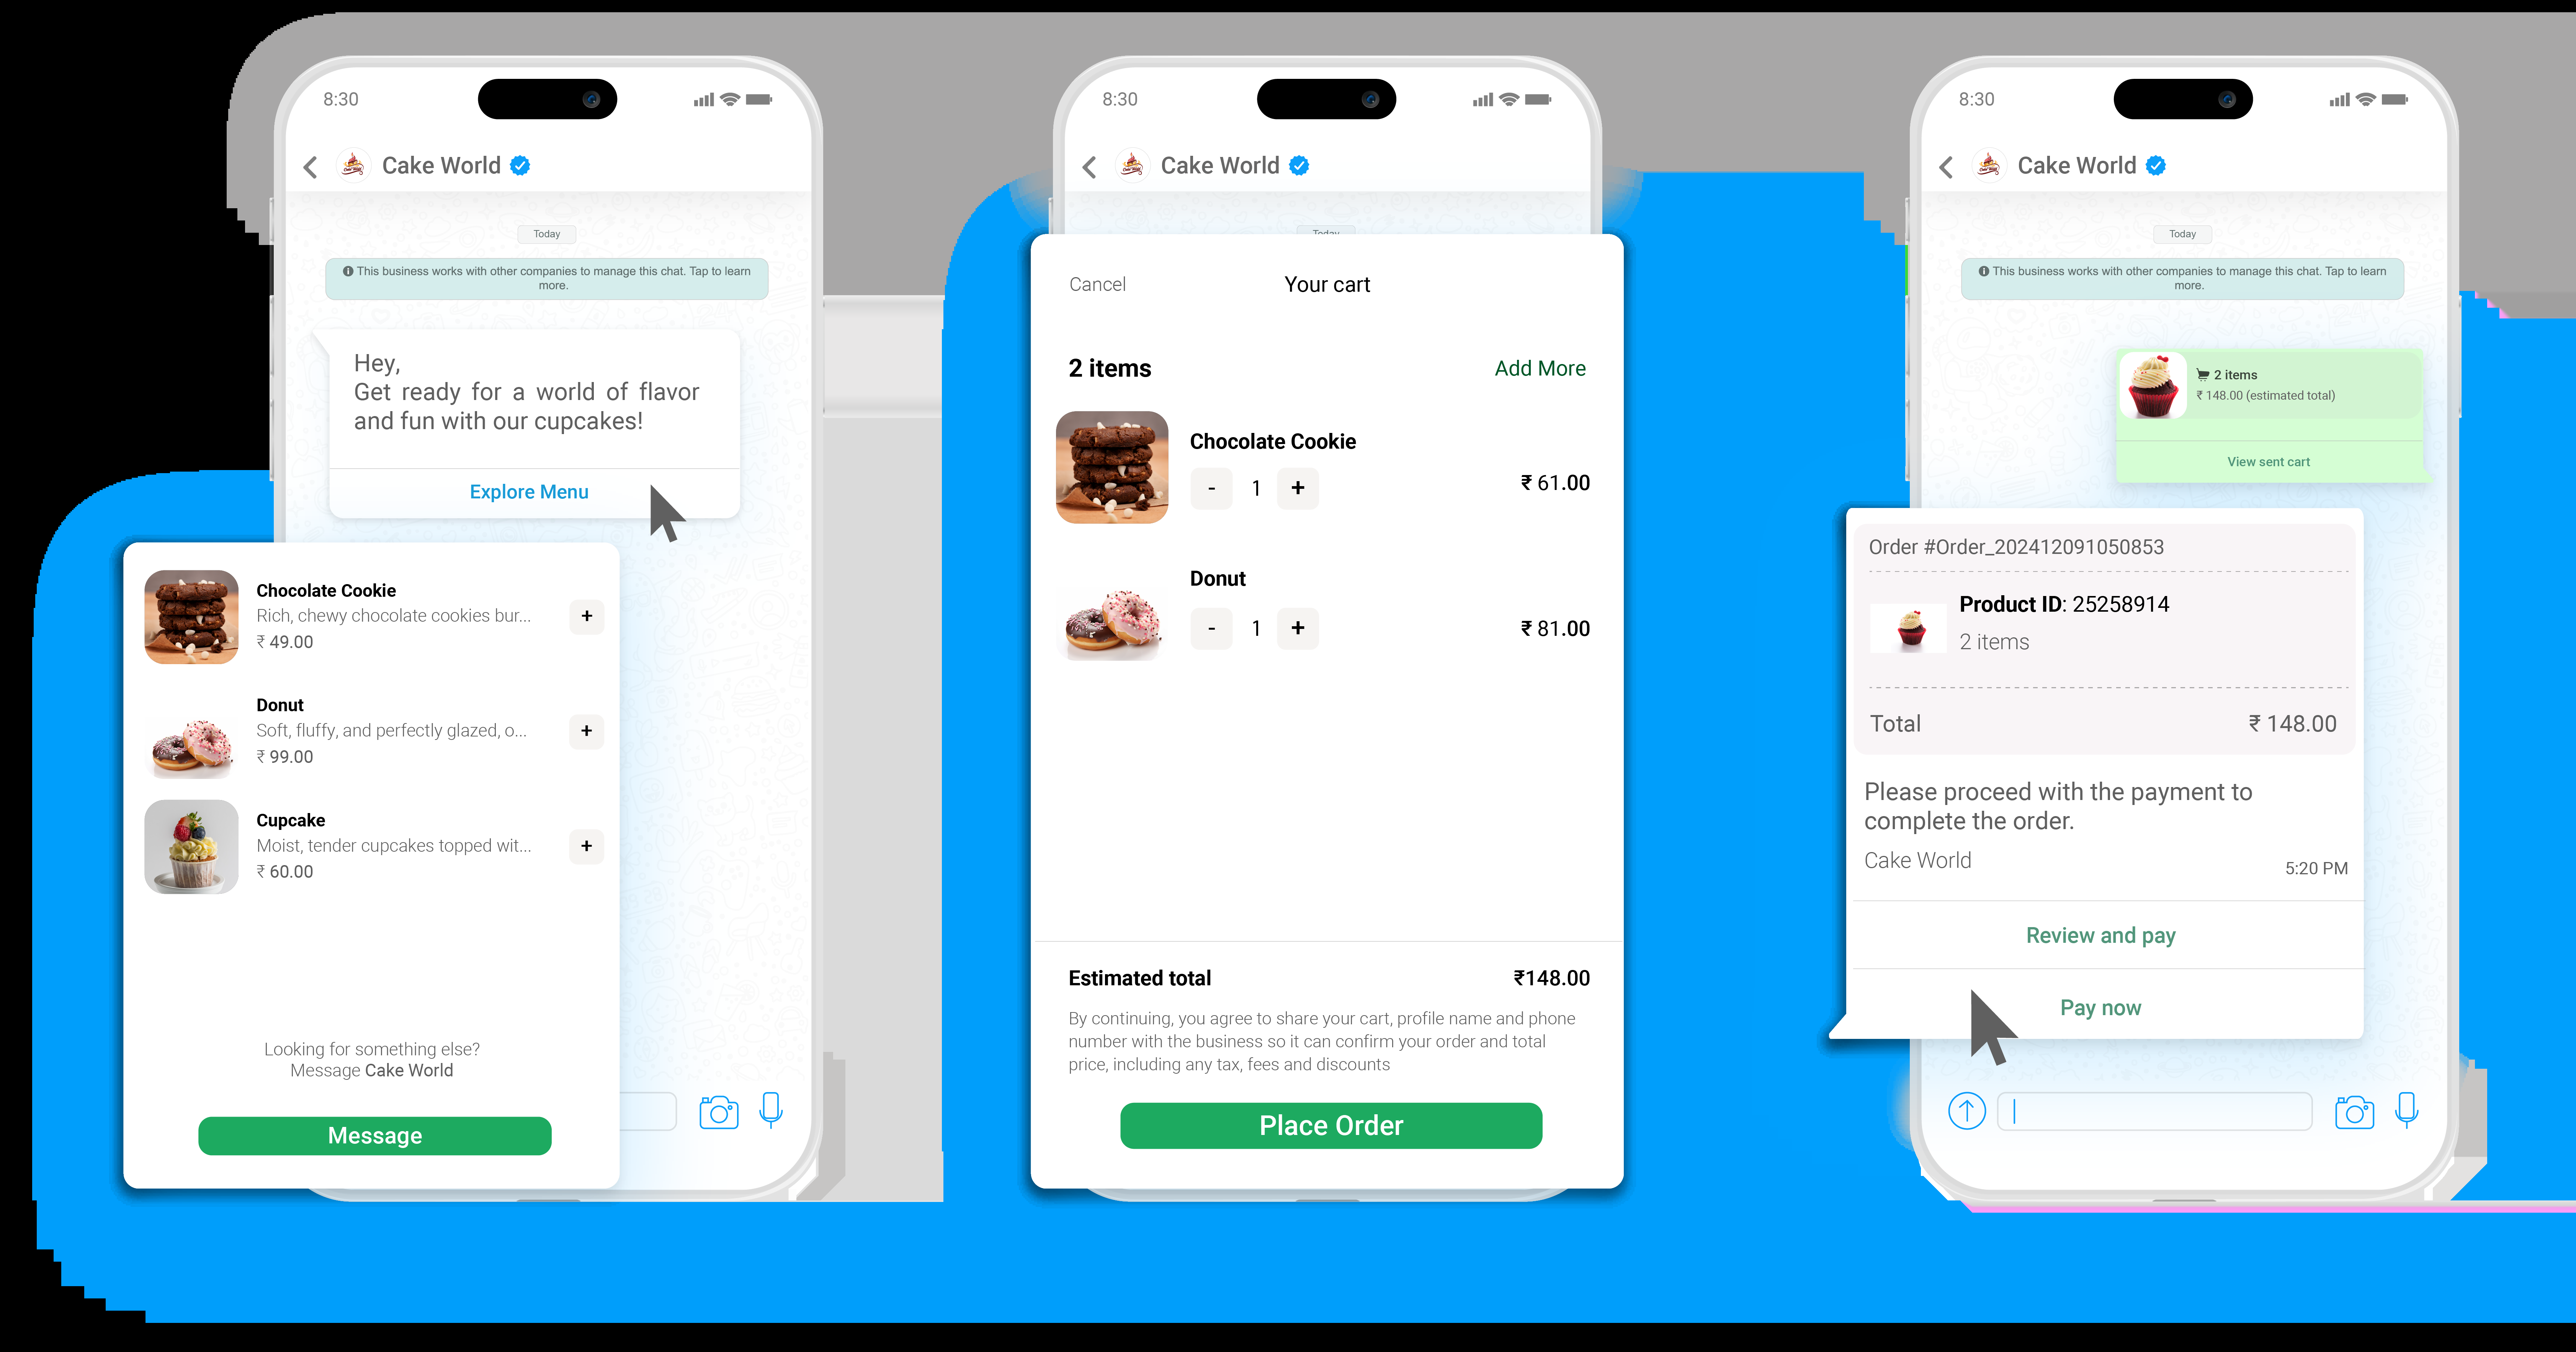 8:30
Cake World
Today
This business works with other companies to manage this chat. Tap to learn
more.
Hey,
Get ready for a world of flavor
and fun with our cupcakes!
Explore Menu
Chocolate Cookie
Rich, chewy chocolate cookies bur...
₹ 49.00
+
Donut
Soft, fluffy, and perfectly glazed, o...
₹ 99.00
+
Cupcake
Moist, tender cupcakes topped wit...
₹ 60.00
+
Looking for something else?
Message Cake World
Message
8:30
Cake World
Today
Cancel
Your cart
2 items
Add More
Chocolate Cookie
- 1 +
₹ 61.00
Donut
- 1 +
₹ 81.00
Estimated total
₹148.00
By continuing, you agree to share your cart, profile name and phone
number with the business so it can confirm your order and total
price, including any tax, fees and discounts
Place Order
8:30
Cake World
Today
This business works with other companies to manage this chat. Tap to learn
more.
2 items
₹ 148.00 (estimated total)
View sent cart
Order #Order_202412091050853
Product ID: 25258914
2 items
Total
₹ 148.00
Please proceed with the payment to
complete the order.
Cake World
5:20 PM
Review and pay
Pay now